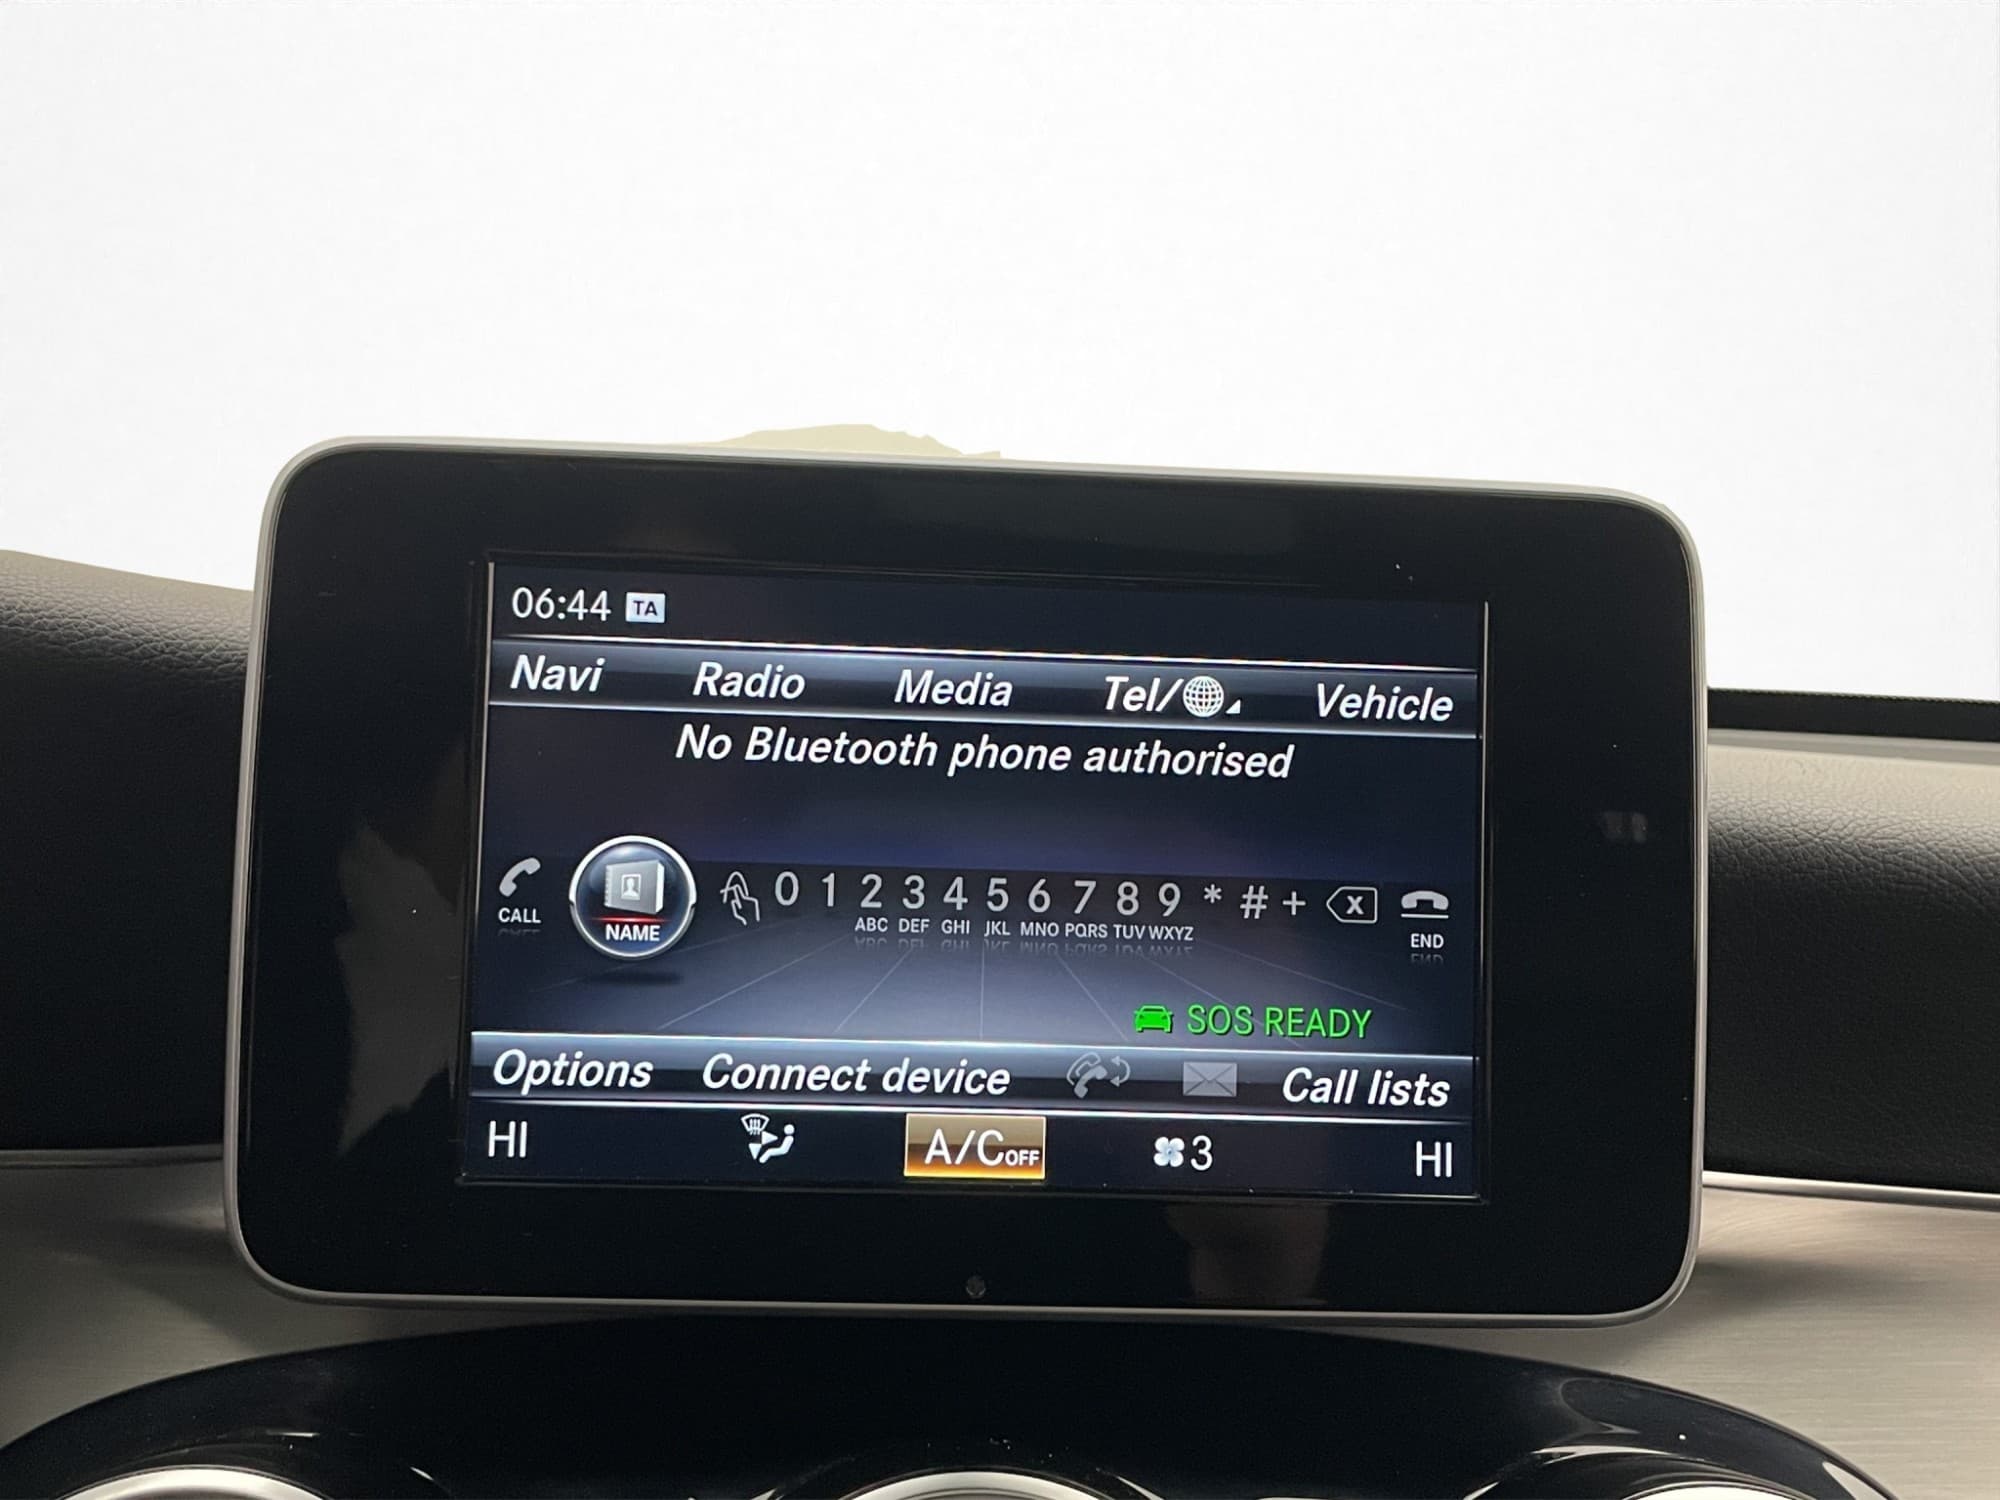 06:44 TA
Navi Radio Media Tel/ Vehicle
No Bluetooth phone authorised
0 1 2 3 4 5 6 7 8 9 * # + X
ABC DEF GHI JKL MNO PQRS TUV WXYZ
CALL NAME END
SOS READY
Options Connect device Call lists
HI A/C OFF 3 HI